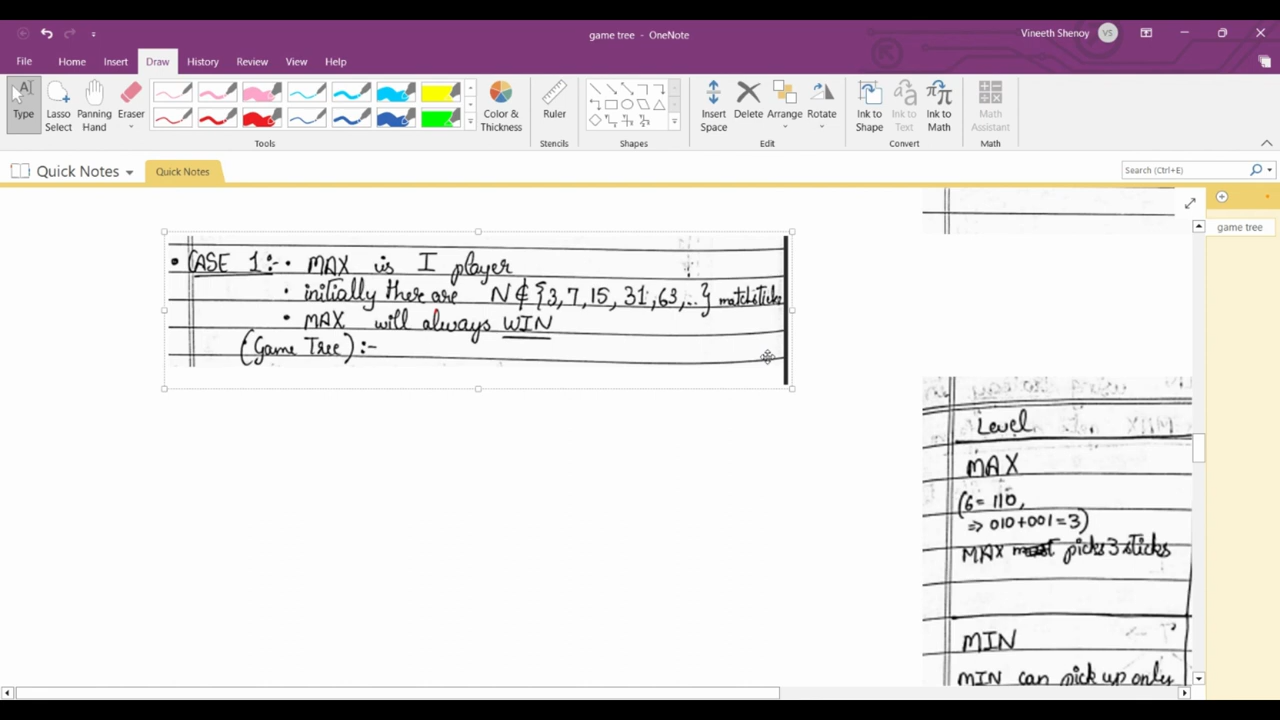 game tree - OneNote
Vineeth Shenoy
VS
File
Home
Insert
Draw
History
Review
View
Help
Type
Lasso Select
Panning Hand
Eraser
Color & Thickness
Ruler
Insert Space
Delete
Arrange
Rotate
Ink to Shape
Ink to Text
Ink to Math
Math Assistant
Tools
Stencils
Shapes
Edit
Convert
Math
Quick Notes
Quick Notes
Search (Ctrl+E)
game tree
• CASE 1:- • MAX is I player
• initially there are N∉{3,7,15,31,63,..} matchsticks
• MAX will always WIN
(Game Tree):-
Level
MAX
(6 = 110,
⇒ 010+001=3)
MAX picks 3 sticks
MIN
MIN can pick up only